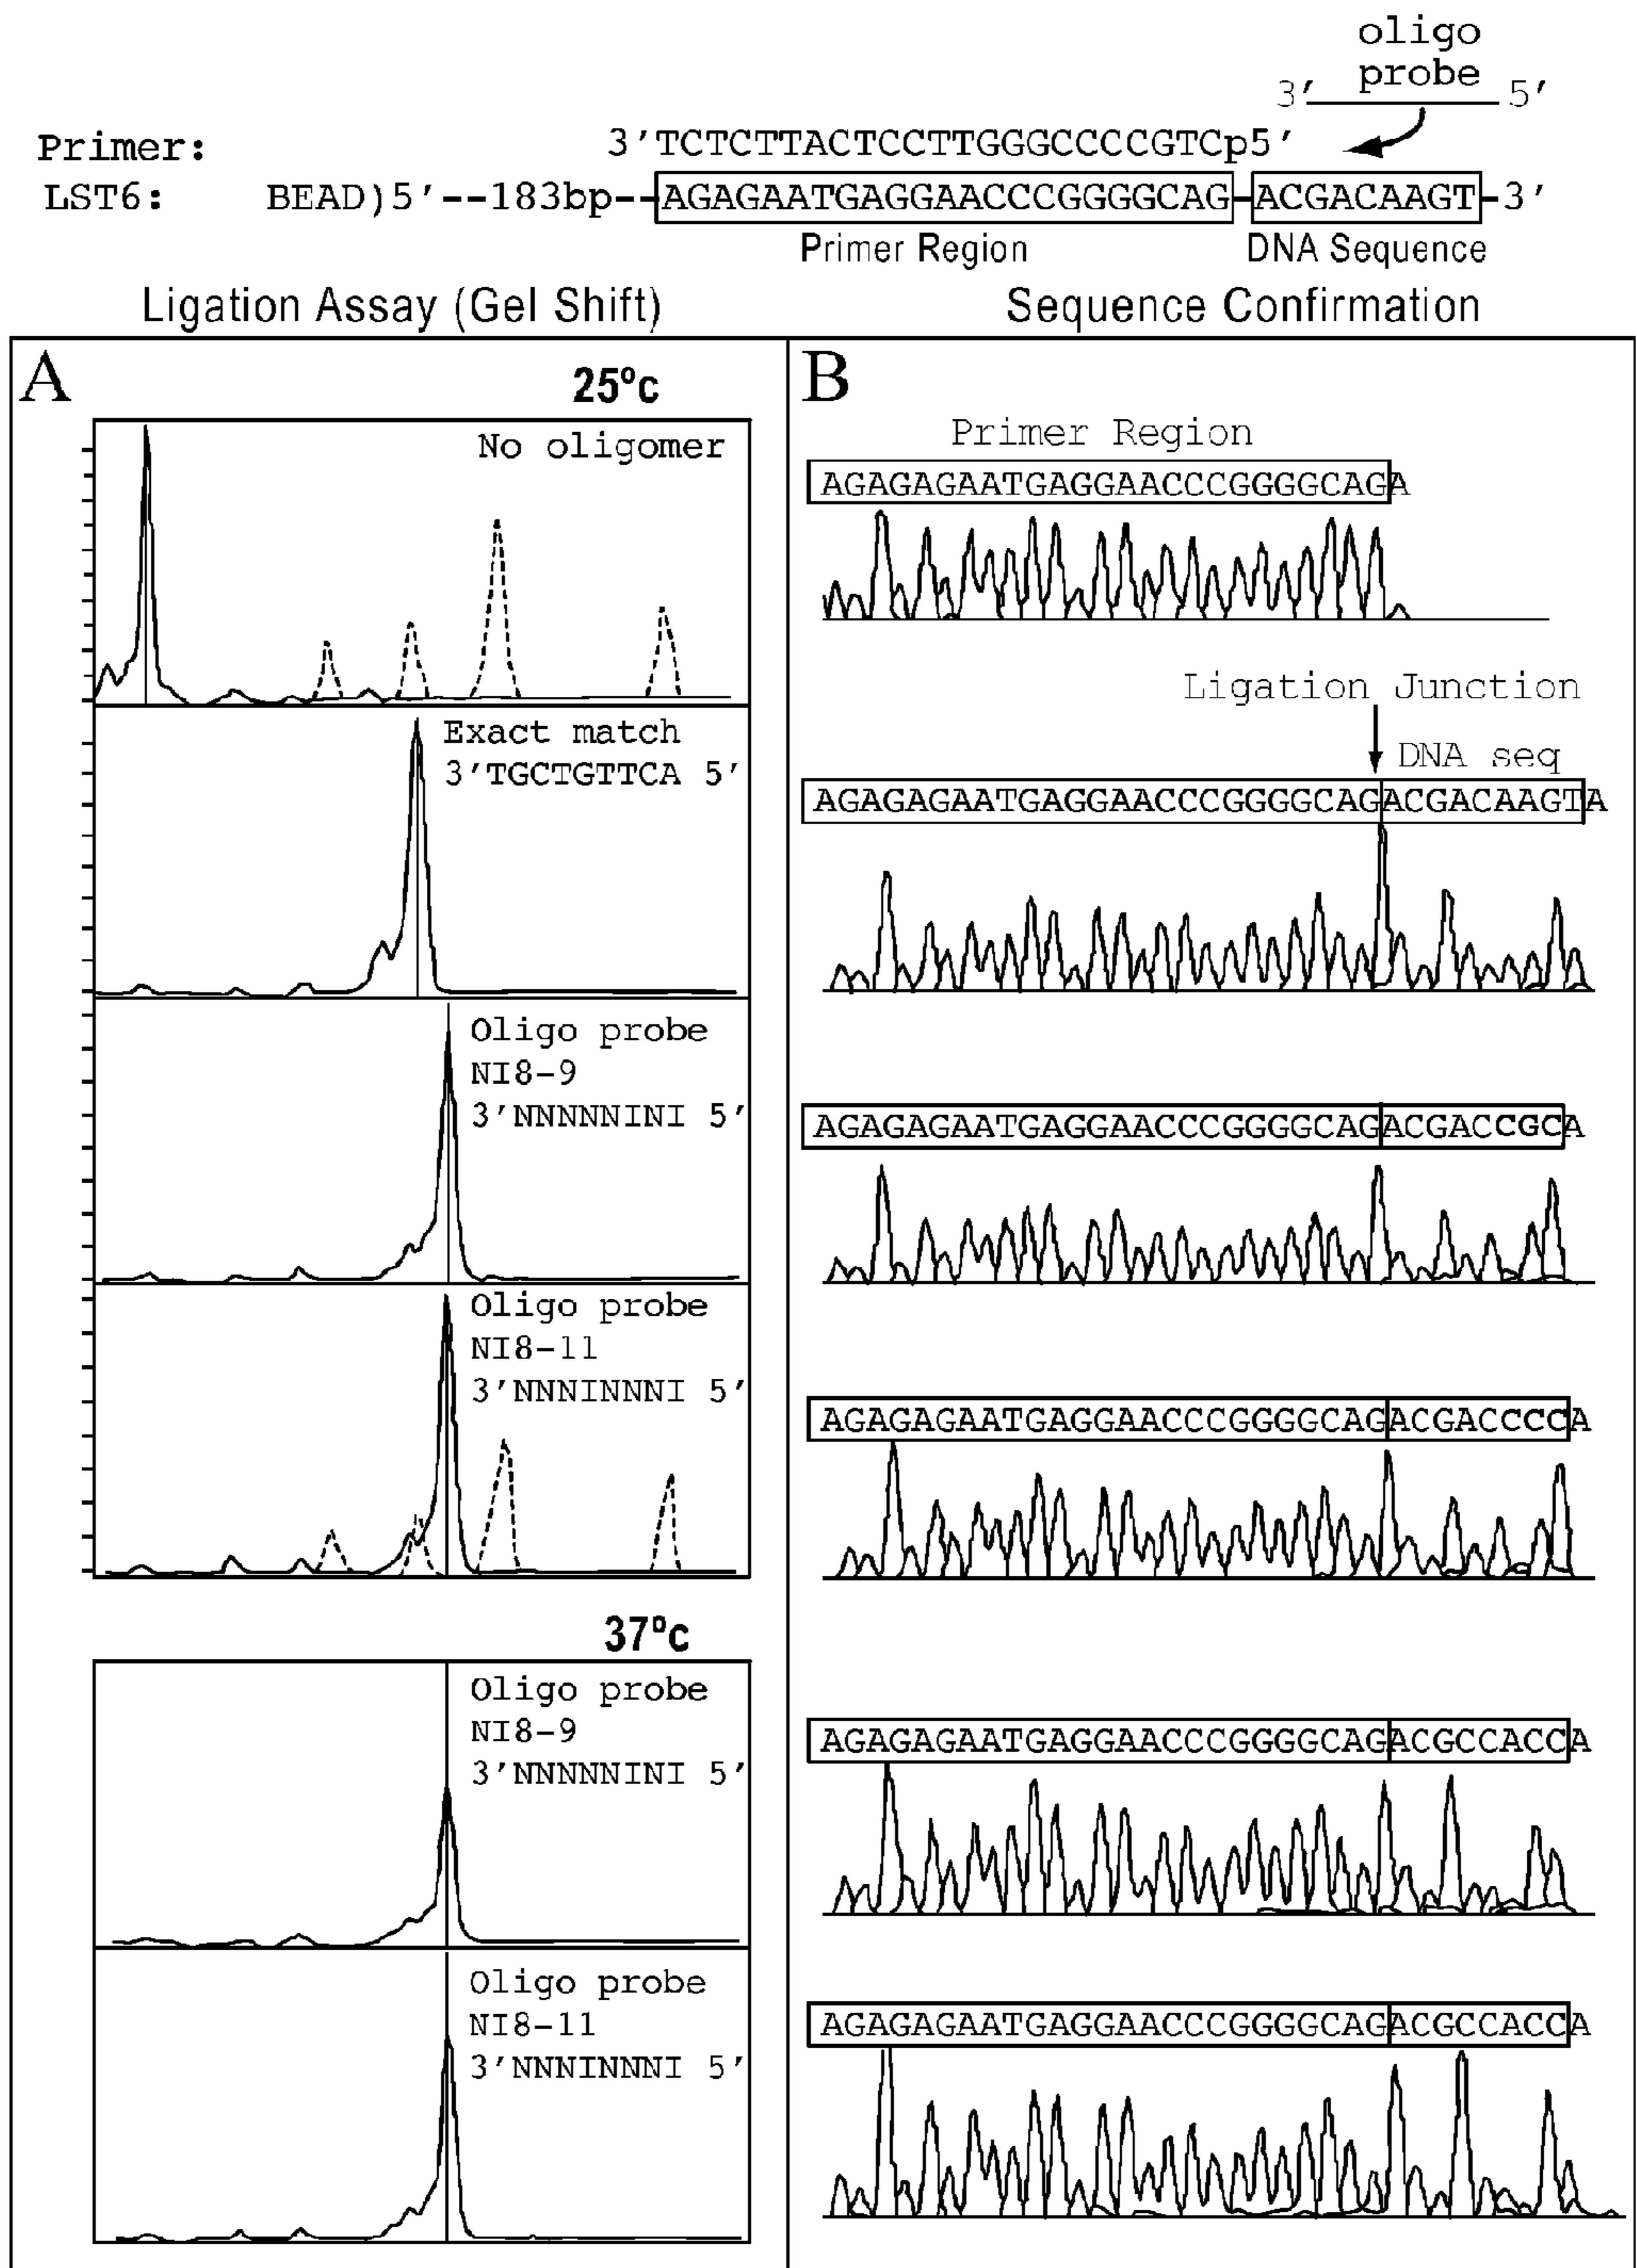 oligo
probe
3′ 5′
Primer: 3′TCTCTTACTCCTTGGGCCCCGTCp5′
LST6: BEAD)5′--183bp--AGAGAATGAGGAACCCGGGGCAG-ACGACAAGT-3′
Primer Region DNA Sequence
Ligation Assay (Gel Shift) Sequence Confirmation
A
25ºc
No oligomer
Exact match
3′TGCTGTTCA 5′
Oligo probe
NI8-9
3′NNNNNINI 5′
Oligo probe
NI8-11
3′NNNINNNI 5′
37ºc
Oligo probe
NI8-9
3′NNNNNINI 5′
Oligo probe
NI8-11
3′NNNINNNI 5′
B
Primer Region
AGAGAGAATGAGGAACCCGGGGCAGA
Ligation Junction
DNA seq
AGAGAGAATGAGGAACCCGGGGCAGACGACAAGTA
AGAGAGAATGAGGAACCCGGGGCAGACGACCGCA
AGAGAGAATGAGGAACCCGGGGCAGACGACCCCA
AGAGAGAATGAGGAACCCGGGGCAGACGCCACCA
AGAGAGAATGAGGAACCCGGGGCAGACGCCACCA